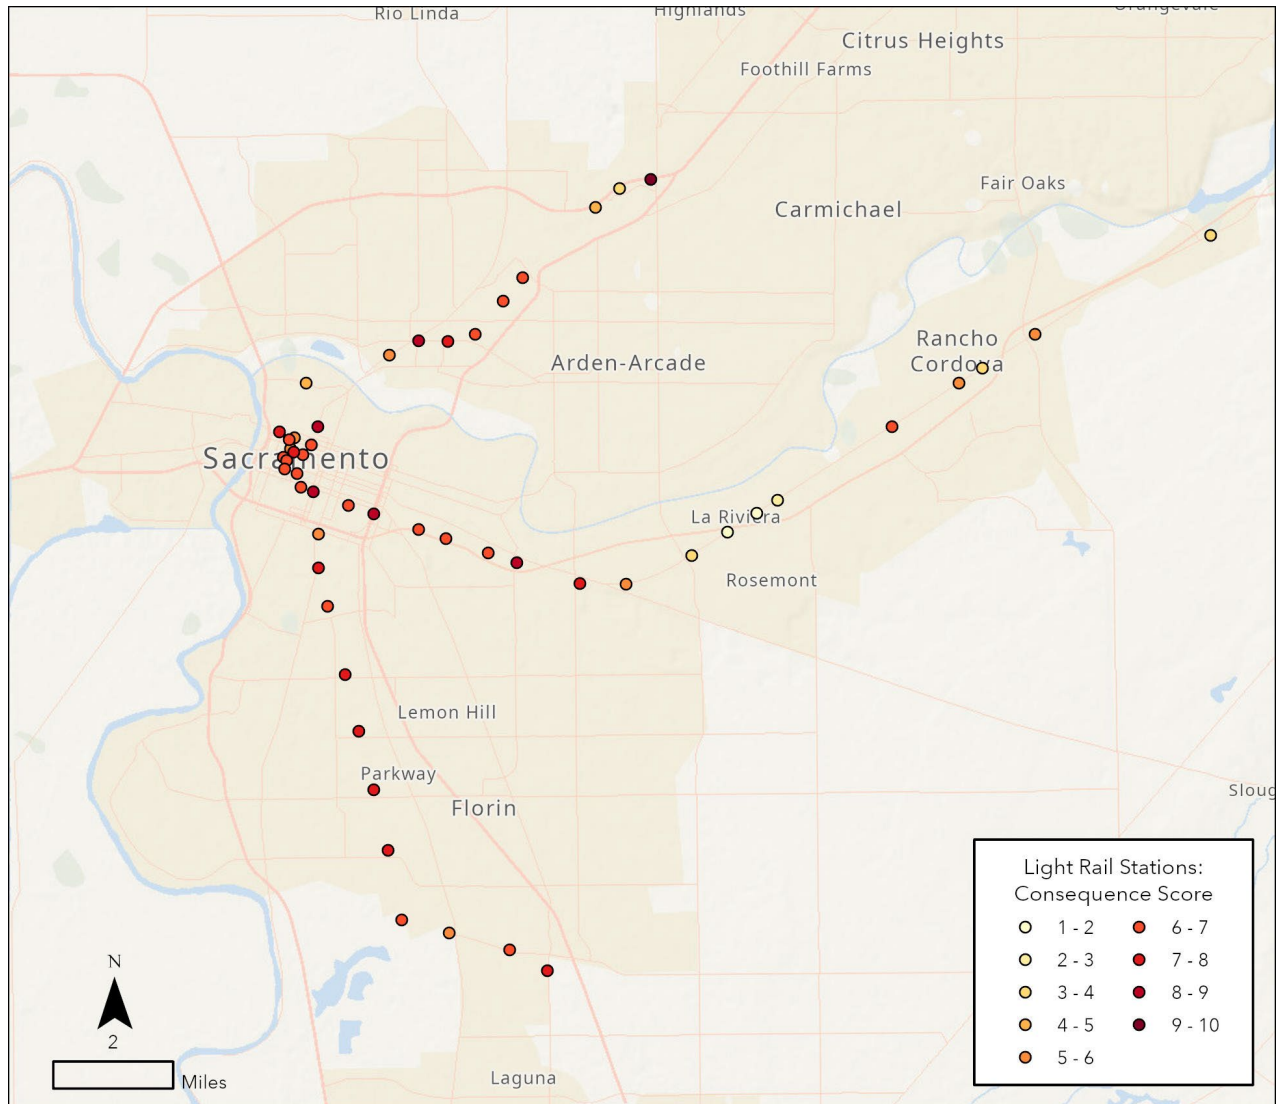 Rio Linda
Highlands
Orangevale
Citrus Heights
Foothill Farms
Fair Oaks
Carmichael
Rancho
Cordova
Arden-Arcade
Sacramento
La Riviera
Rosemont
Lemon Hill
Parkway
Florin
Sloug
Laguna
N
2
Miles
Light Rail Stations:
Consequence Score
1 - 2
2 - 3
3 - 4
4 - 5
5 - 6
6 - 7
7 - 8
8 - 9
9 - 10